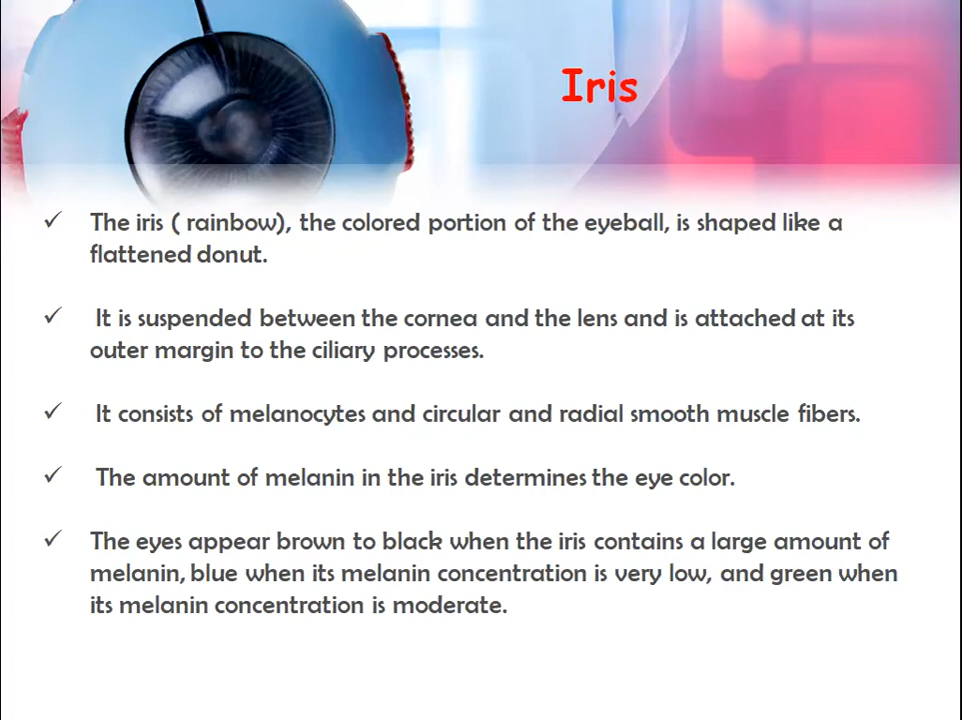 Iris
✓ The iris ( rainbow), the colored portion of the eyeball, is shaped like a
flattened donut.
✓ It is suspended between the cornea and the lens and is attached at its
outer margin to the ciliary processes.
✓ It consists of melanocytes and circular and radial smooth muscle fibers.
✓ The amount of melanin in the iris determines the eye color.
✓ The eyes appear brown to black when the iris contains a large amount of
melanin, blue when its melanin concentration is very low, and green when
its melanin concentration is moderate.